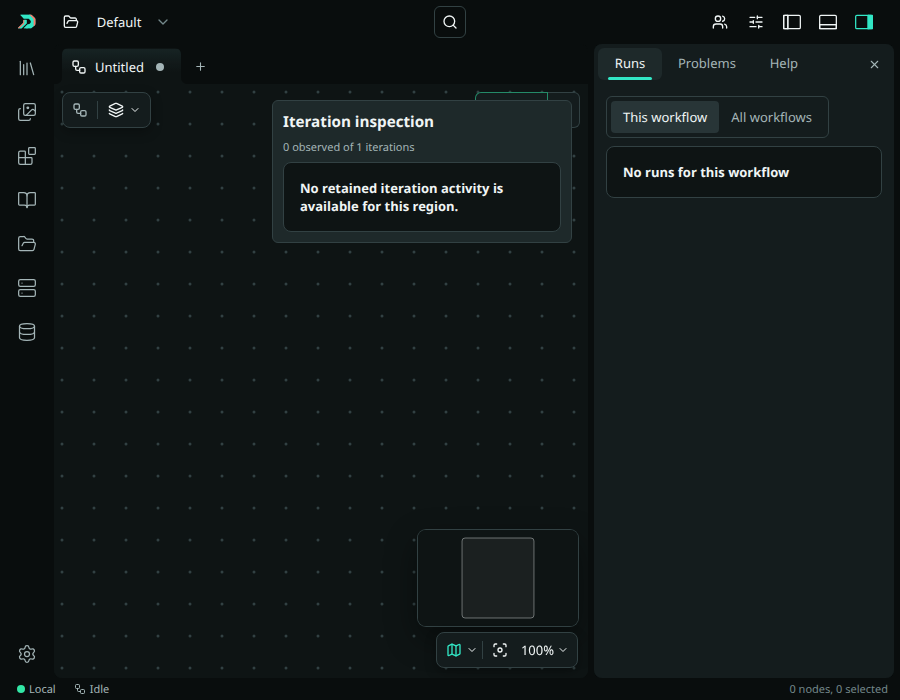 Default
Untitled
Runs
Problems
Help
This workflow
All workflows
No runs for this workflow
Iteration inspection
0 observed of 1 iterations
No retained iteration activity is
available for this region.
100%
Local
Idle
0 nodes, 0 selected